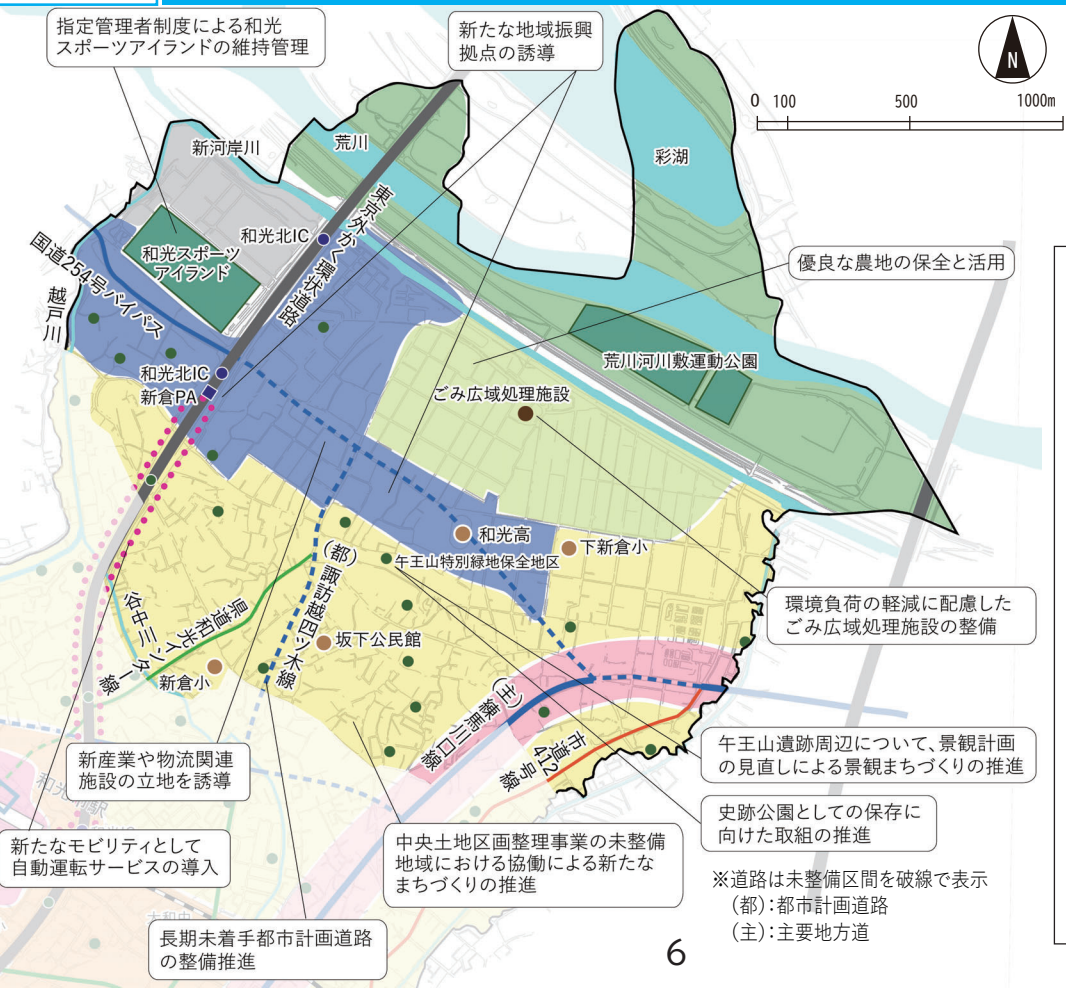 指定管理者制度による和光
スポーツアイランドの維持管理
新たな地域振興
拠点の誘導
N
0 100 500 1000m
新河岸川
荒川
彩湖
東京外かく環状道路
和光北IC
和光スポーツ
アイランド
国道254号バイパス
越戸川
優良な農地の保全と活用
荒川河川敷運動公園
和光北IC
新倉PA
ごみ広域処理施設
和光高
下新倉小
(都)諏訪越四ツ木線
午王山特別緑地保全地区
環境負荷の軽減に配慮した
ごみ広域処理施設の整備
県道和光インター線
谷中川
坂下公民館
新倉小
(主)練馬川口線
市道412号線
午王山遺跡周辺について、景観計画
の見直しによる景観まちづくりの推進
新産業や物流関連
施設の立地を誘導
史跡公園としての保存に
向けた取組の推進
新たなモビリティとして
自動運転サービスの導入
中央土地区画整理事業の未整備
地域における協働による新たな
まちづくりの推進
※道路は未整備区間を破線で表示
(都):都市計画道路
(主):主要地方道
長期未着手都市計画道路
の整備推進
6